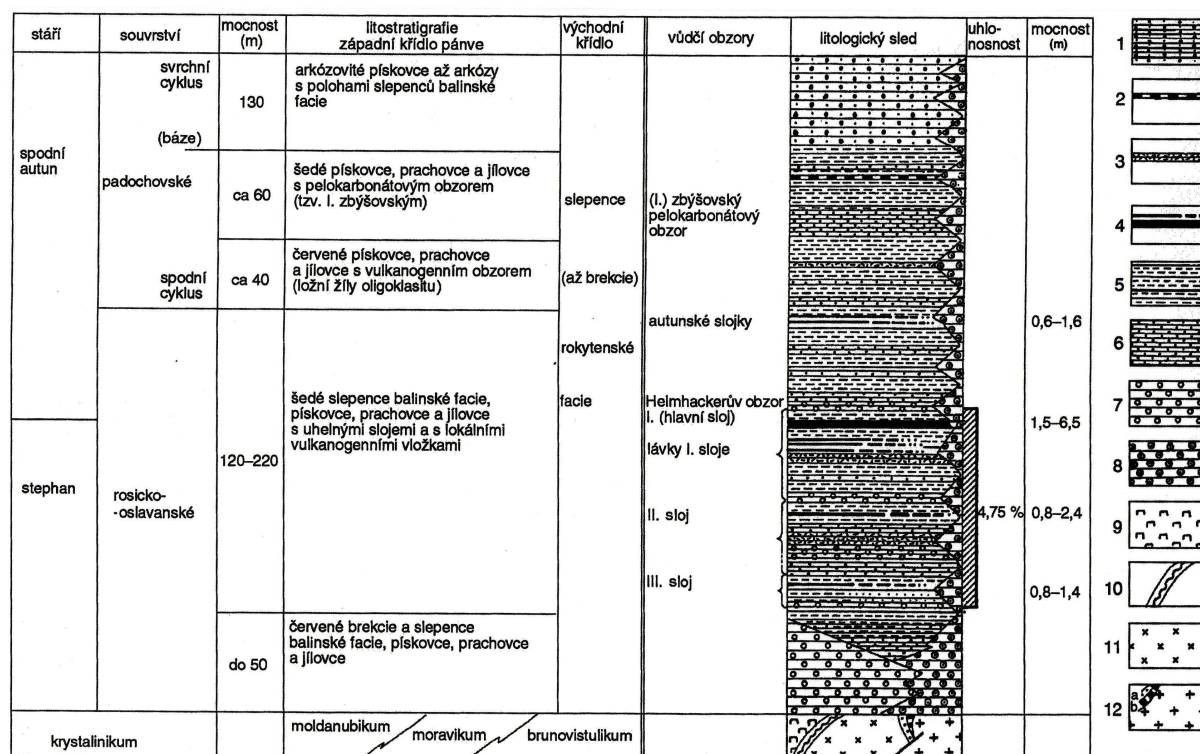 stáří
souvrství
mocnost
(m)
litostratigrafie
západní křídlo pánve
východní
křídlo
vůdčí obzory
litologický sled
uhlo-
nosnost
mocnost
(m)
svrchní
cyklus
(báze)
130
arkózovité pískovce až arkózy
s polohami slepenců balinské
facie
spodní
autun
padochovské
ca 60
šedé pískovce, prachovce a jílovce
s pelokarbonátovým obzorem
(tzv. I. zbýšovským)
slepence
(I.) zbýšovský
pelokarbonátový
obzor
spodní
cyklus
ca 40
červené pískovce, prachovce
a jílovce s vulkanogenním obzorem
(ložní žíly oligoklasitu)
(až brekcie)
autunské slojky
0,6–1,6
rokytenské
šedé slepence balinské facie,
pískovce, prachovce a jílovce
s uhelnými slojemi a s lokálními
vulkanogenními vložkami
facie
Helmhackerův obzor
I. (hlavní sloj)
1,5–6,5
lávky I. sloje
120–220
stephan
rosicko-
-oslavanské
II. sloj
4,75 %
0,8–2,4
III. sloj
0,8–1,4
do 50
červené brekcie a slepence
balinské facie, pískovce, prachovce
a jílovce
krystalinikum
moldanubikum
moravikum
brunovistulikum
1
2
3
4
5
6
7
8
9
10
11
12
a
b